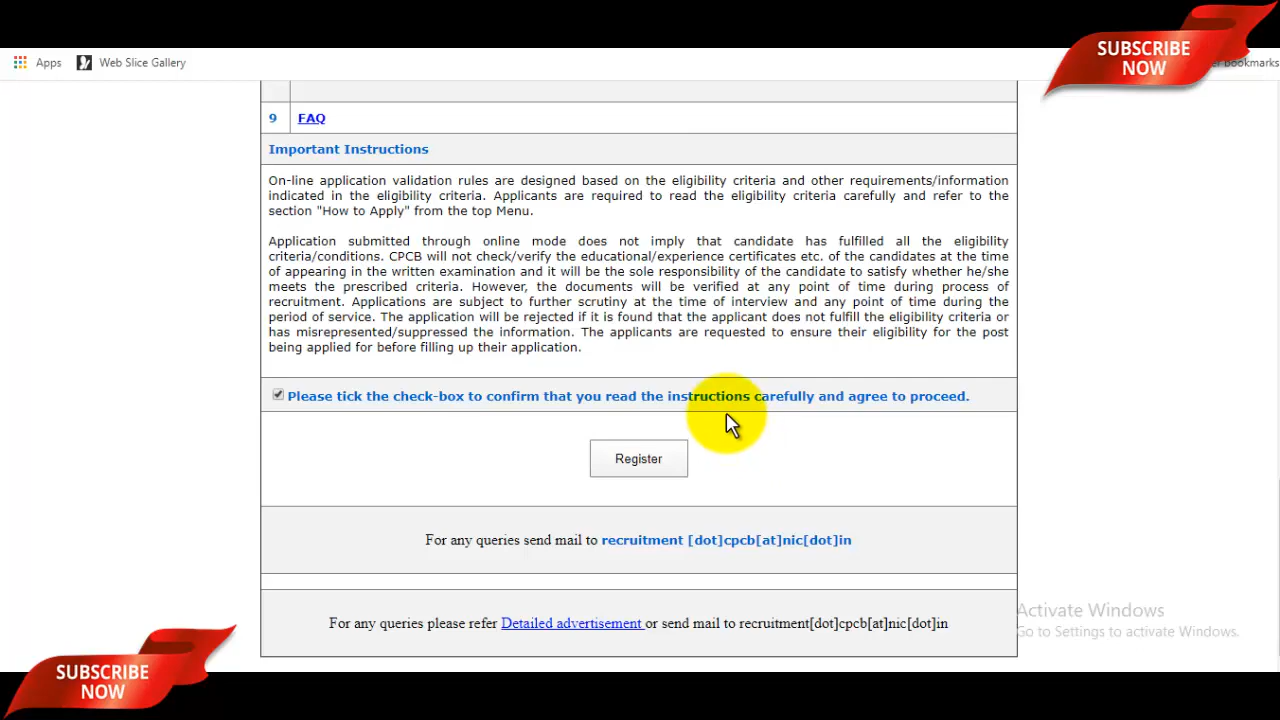 SUBSCRIBE
NOW
Apps Web Slice Gallery bookmarks
9 FAQ
Important Instructions
On-line application validation rules are designed based on the eligibility criteria and other requirements/information
indicated in the eligibility criteria. Applicants are required to read the eligibility criteria carefully and refer to the
section "How to Apply" from the top Menu.
Application submitted through online mode does not imply that candidate has fulfilled all the eligibility
criteria/conditions. CPCB will not check/verify the educational/experience certificates etc. of the candidates at the time
of appearing in the written examination and it will be the sole responsibility of the candidate to satisfy whether he/she
meets the prescribed criteria. However, the documents will be verified at any point of time during process of
recruitment. Applications are subject to further scrutiny at the time of interview and any point of time during the
period of service. The application will be rejected if it is found that the applicant does not fulfill the eligibility criteria or
has misrepresented/suppressed the information. The applicants are requested to ensure their eligibility for the post
being applied for before filling up their application.
Please tick the check-box to confirm that you read the instructions carefully and agree to proceed.
Register
For any queries send mail to recruitment [dot]cpcb[at]nic[dot]in
For any queries please refer Detailed advertisement or send mail to recruitment[dot]cpcb[at]nic[dot]in
Activate Windows
Go to Settings to activate Windows.
SUBSCRIBE
NOW